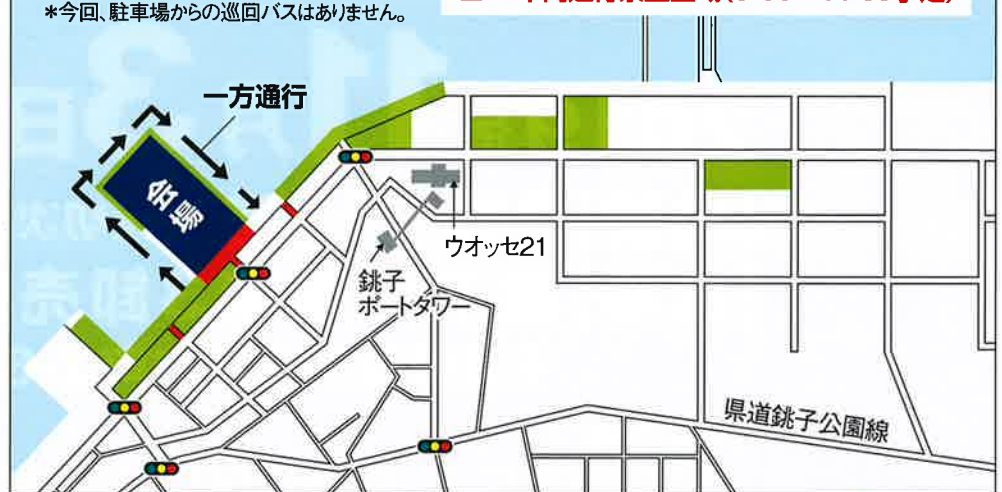 *今回、駐車場からの巡回バスはありません。
一方通行
会場
ウオッセ21
銚子
ポートタワー
県道銚子公園線